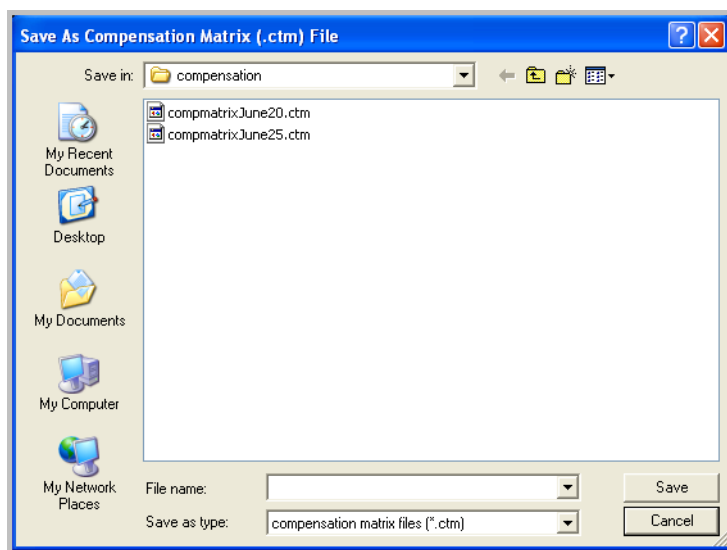 Save As Compensation Matrix (.ctm) File
Save in:
compensation
compmatrixJune20.ctm
compmatrixJune25.ctm
My Recent
Documents
Desktop
My Documents
My Computer
My Network
Places
File name:
Save
Save as type:
compensation matrix files (*.ctm)
Cancel